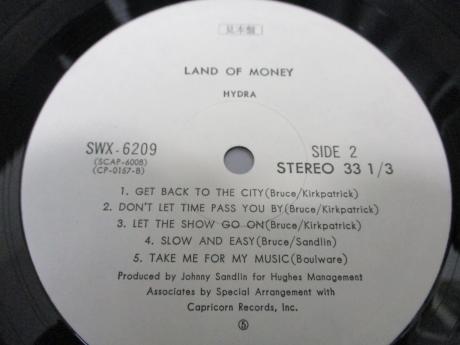 見本盤
LAND OF MONEY
HYDRA
SWX-6209
(SCAP-6008)
(CP-0167-B)
SIDE 2
STEREO 33 1/3
1. GET BACK TO THE CITY(Bruce/Kirkpatrick)
2. DON'T LET TIME PASS YOU BY(Bruce/Kirkpatrick)
3. LET THE SHOW GO ON(Bruce/Kirkpatrick)
4. SLOW AND EASY(Bruce/Sandlin)
5. TAKE ME FOR MY MUSIC(Boulware)
Produced by Johnny Sandlin for Hughes Management
Associates by Special Arrangement with
Capricorn Records, Inc.
⑤